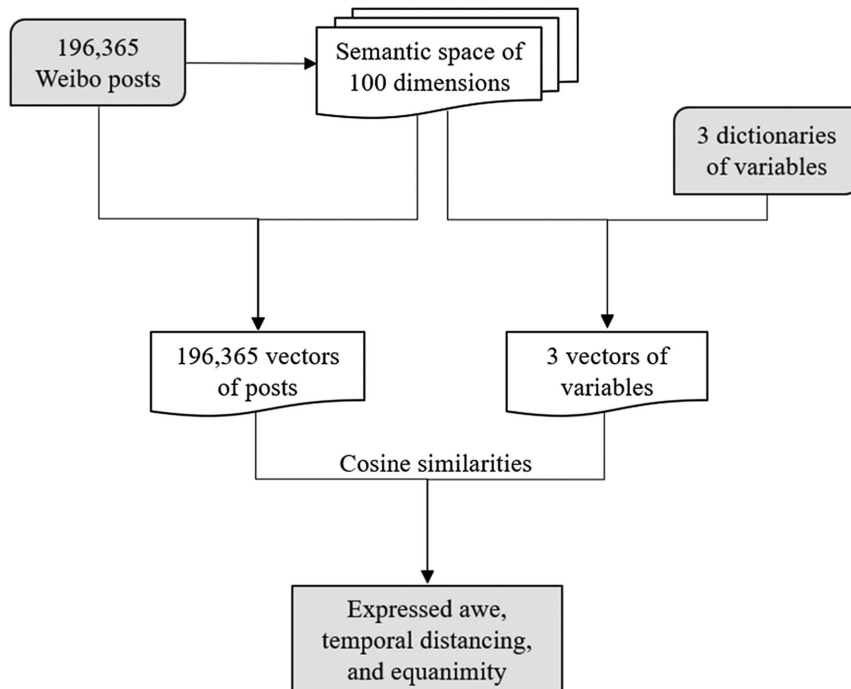 196,365
Weibo posts
Semantic space of
100 dimensions
3 dictionaries
of variables
196,365 vectors
of posts
3 vectors of
variables
Cosine similarities
Expressed awe,
temporal distancing,
and equanimity